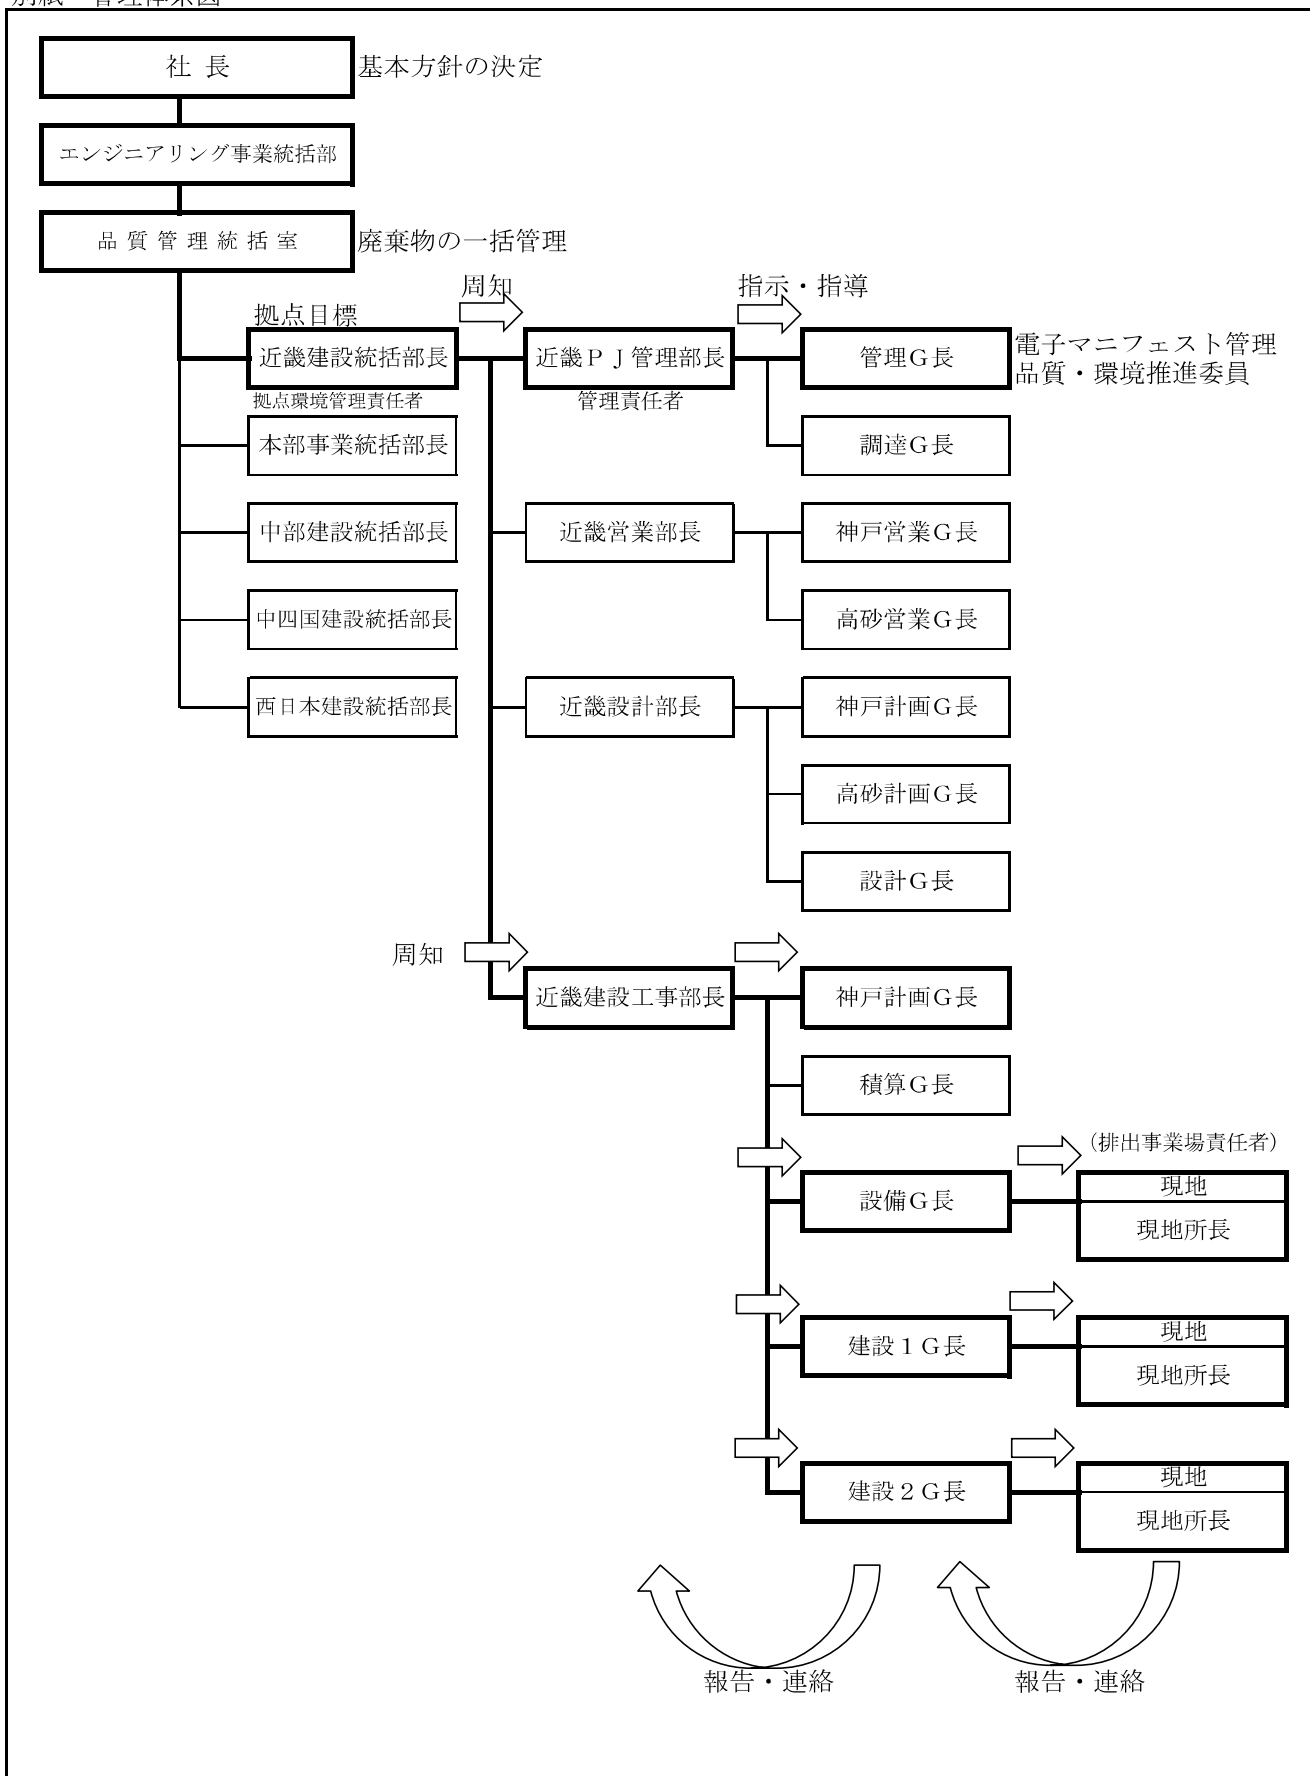 別紙 管理体系図
社 長
基本方針の決定
エンジニアリング事業統括部
品 質 管 理 統 括 室
廃棄物の一括管理
周知
指示・指導
拠点目標
近畿建設統括部長
近畿ＰＪ管理部長
管理Ｇ長
電子マニフェスト管理
品質・環境推進委員
拠点環境管理責任者
管理責任者
本部事業統括部長
調達Ｇ長
中部建設統括部長
近畿営業部長
神戸営業Ｇ長
中四国建設統括部長
高砂営業Ｇ長
西日本建設統括部長
近畿設計部長
神戸計画Ｇ長
高砂計画Ｇ長
設計Ｇ長
周知
近畿建設工事部長
神戸計画Ｇ長
積算Ｇ長
（排出事業場責任者）
現地
設備Ｇ長
現地所長
現地
建設１Ｇ長
現地所長
現地
建設２Ｇ長
現地所長
報告・連絡
報告・連絡